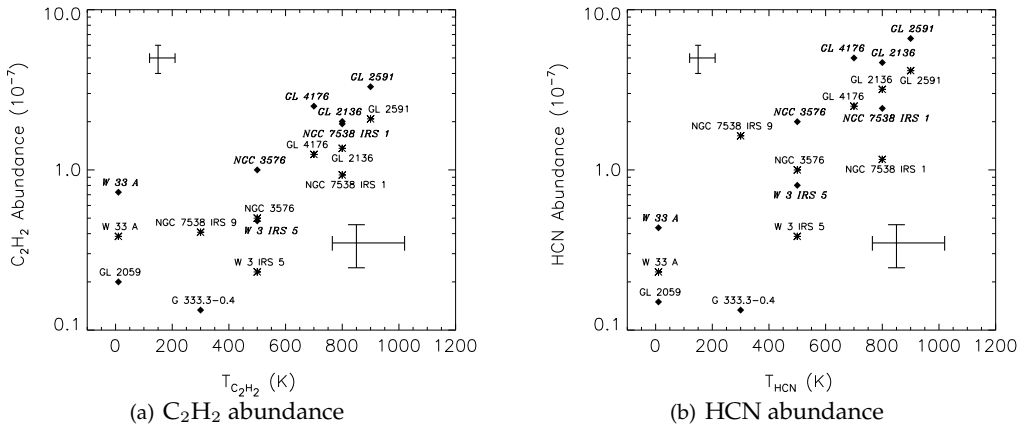 10.0
1.0
0.1
C₂H₂ Abundance (10⁻⁷)
GL 2591
GL 4176
GL 2591
GL 2136
NGC 7538 IRS 1
GL 4176
GL 2136
NGC 3576
NGC 7538 IRS 1
W 33 A
NGC 3576
W 33 A
NGC 7538 IRS 9
W 3 IRS 5
W 3 IRS 5
GL 2059
G 333.3−0.4
0 200 400 600 800 1000 1200
T_C₂H₂ (K)
(a) C₂H₂ abundance
10.0
1.0
0.1
HCN Abundance (10⁻⁷)
GL 2591
GL 4176
GL 2136
GL 2136
GL 2591
GL 4176
NGC 3576
NGC 7538 IRS 1
NGC 7538 IRS 9
NGC 3576
NGC 7538 IRS 1
W 3 IRS 5
W 33 A
W 3 IRS 5
W 33 A
GL 2059
G 333.3−0.4
0 200 400 600 800 1000 1200
T_HCN (K)
(b) HCN abundance